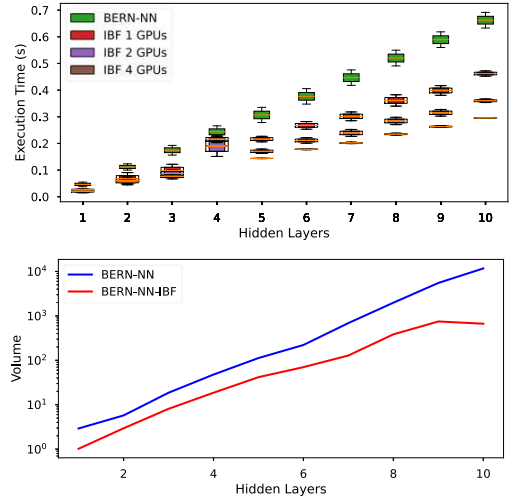 0.7
0.6
0.5
0.4
0.3
0.2
0.1
0.0
Execution Time (s)
BERN-NN
IBF 1 GPUs
IBF 2 GPUs
IBF 4 GPUs
1 2 3 4 5 6 7 8 9 10
Hidden Layers
10^4
10^3
10^2
10^1
10^0
Volume
BERN-NN
BERN-NN-IBF
2 4 6 8 10
Hidden Layers